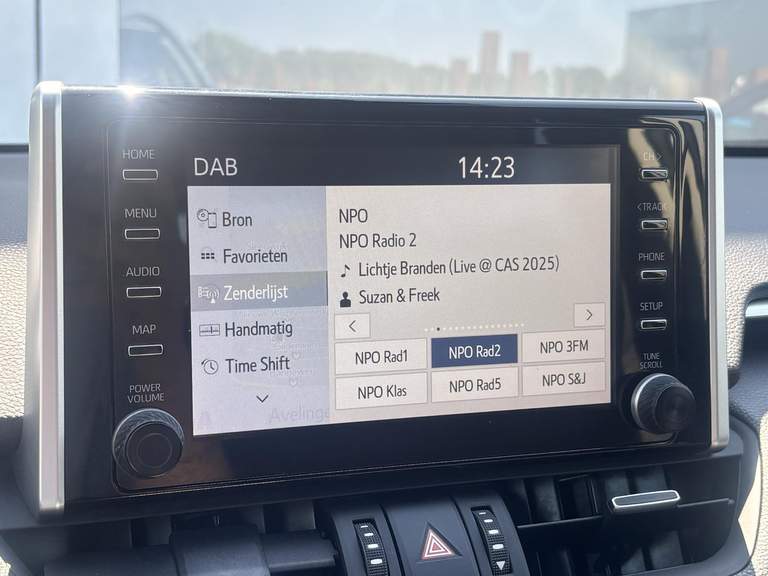 HOME
MENU
AUDIO
MAP
POWER
VOLUME
DAB
14:23
Bron
Favorieten
Zenderlijst
Handmatig
Time Shift
Avelinge
NPO
NPO Radio 2
Lichtje Branden (Live @ CAS 2025)
Suzan & Freek
<
>
NPO Rad1
NPO Rad2
NPO 3FM
NPO Klas
NPO Rad5
NPO S&J
CH >
< TRACK
PHONE
SETUP
TUNE
SCROLL